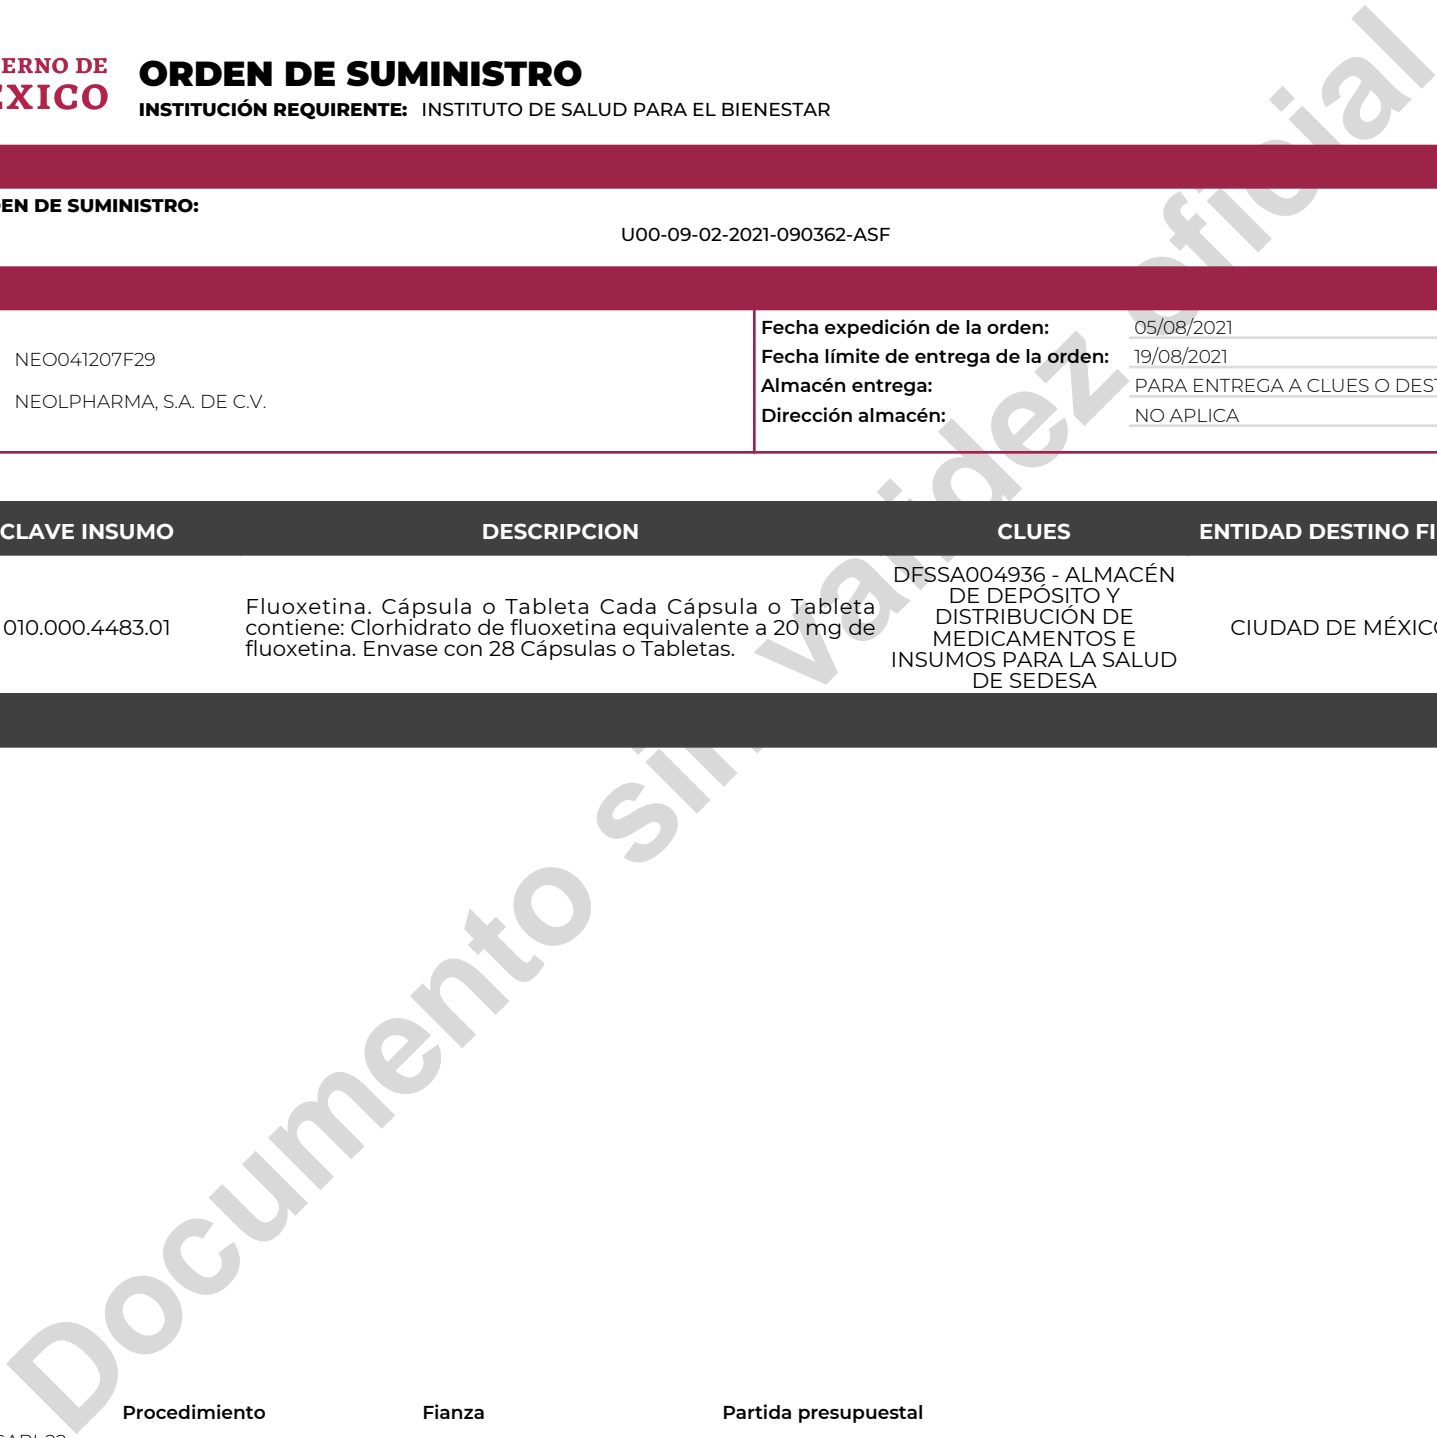 ERNO DE
ÉXICO
ORDEN DE SUMINISTRO
INSTITUCIÓN REQUIRENTE: INSTITUTO DE SALUD PARA EL BIENESTAR
EN DE SUMINISTRO:
U00-09-02-2021-090362-ASF
NEO041207F29
NEOLPHARMA, S.A. DE C.V.
Fecha expedición de la orden: 05/08/2021
Fecha límite de entrega de la orden: 19/08/2021
Almacén entrega: PARA ENTREGA A CLUES O DEST
Dirección almacén: NO APLICA
CLAVE INSUMO DESCRIPCION CLUES ENTIDAD DESTINO FI
010.000.4483.01
Fluoxetina. Cápsula o Tableta Cada Cápsula o Tableta
contiene: Clorhidrato de fluoxetina equivalente a 20 mg de
fluoxetina. Envase con 28 Cápsulas o Tabletas.
DFSSA004936 - ALMACÉN
DE DEPÓSITO Y
DISTRIBUCIÓN DE
MEDICAMENTOS E
INSUMOS PARA LA SALUD
DE SEDESA
CIUDAD DE MÉXICO
Documento sin validez oficial
Procedimiento Fianza Partida presupuestal